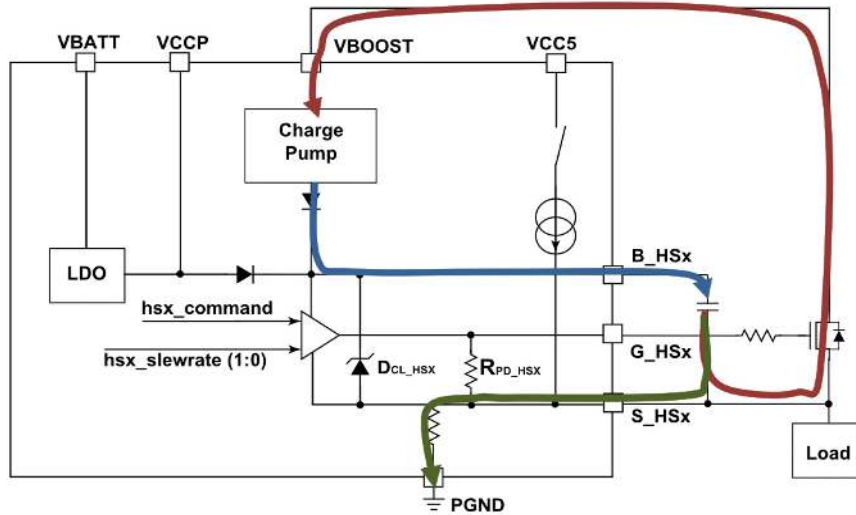 VBATT VCCP VBOOST VCC5
Charge
Pump
LDO
B_HSx
hsx_command
G_HSx
hsx_slewrate (1:0)
DCL_HSX
RPD_HSX
S_HSx
Load
PGND